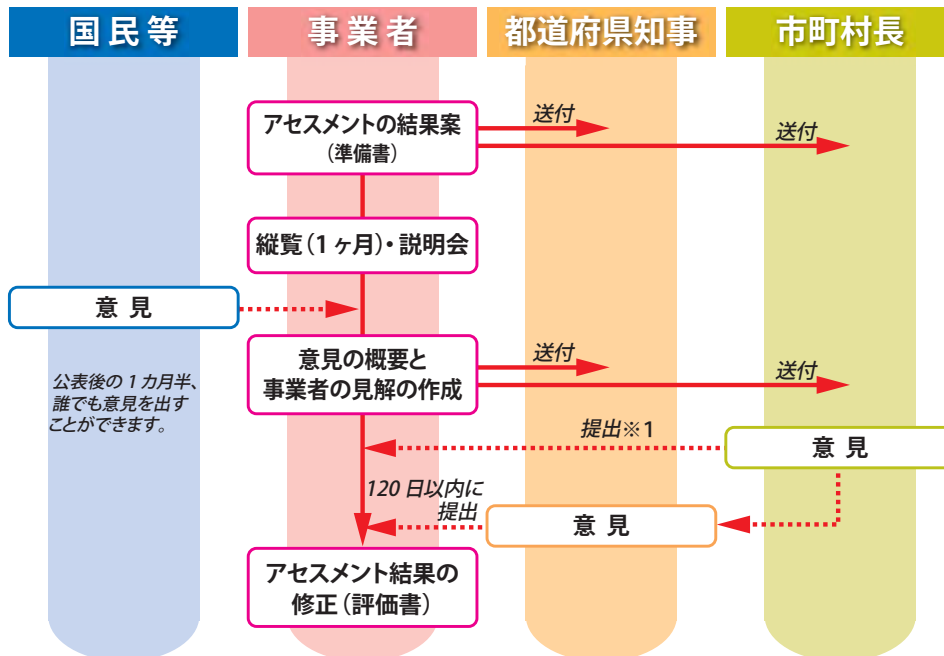 国民等
事業者
都道府県知事
市町村長
アセスメントの結果案
（準備書）
送付
送付
縦覧（1ヶ月）・説明会
意見
意見の概要と
事業者の見解の作成
送付
送付
公表後の1カ月半、
誰でも意見を出す
ことができます。
提出※1
意見
120日以内に
提出
意見
アセスメント結果の
修正（評価書）